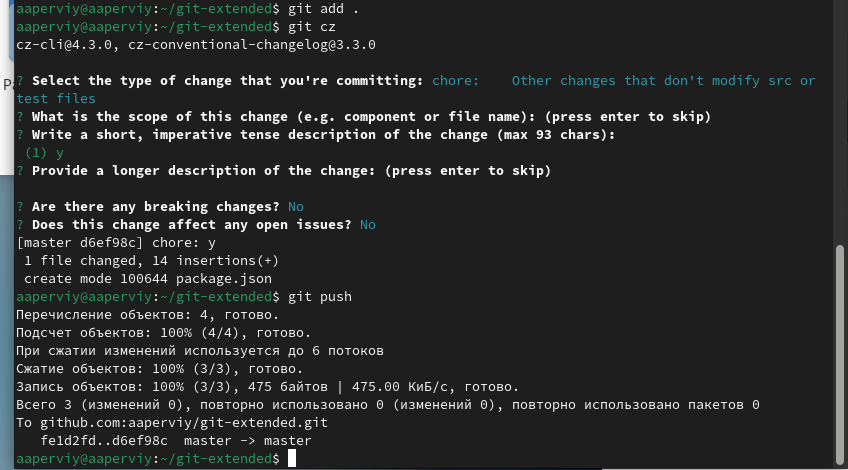 aaperviy@aaperviy:~/git-extended$ git add .
aaperviy@aaperviy:~/git-extended$ git cz
cz-cli@4.3.0, cz-conventional-changelog@3.3.0
? Select the type of change that you're committing: chore:    Other changes that don't modify src or
test files
? What is the scope of this change (e.g. component or file name): (press enter to skip)
? Write a short, imperative tense description of the change (max 93 chars):
(1) y
? Provide a longer description of the change: (press enter to skip)
? Are there any breaking changes? No
? Does this change affect any open issues? No
[master d6ef98c] chore: y
1 file changed, 14 insertions(+)
create mode 100644 package.json
aaperviy@aaperviy:~/git-extended$ git push
Перечисление объектов: 4, готово.
Подсчет объектов: 100% (4/4), готово.
При сжатии изменений используется до 6 потоков
Сжатие объектов: 100% (3/3), готово.
Запись объектов: 100% (3/3), 475 байтов | 475.00 КиБ/с, готово.
Всего 3 (изменений 0), повторно использовано 0 (изменений 0), повторно использовано пакетов 0
To github.com:aaperviy/git-extended.git
fe1d2fd..d6ef98c  master -> master
aaperviy@aaperviy:~/git-extended$